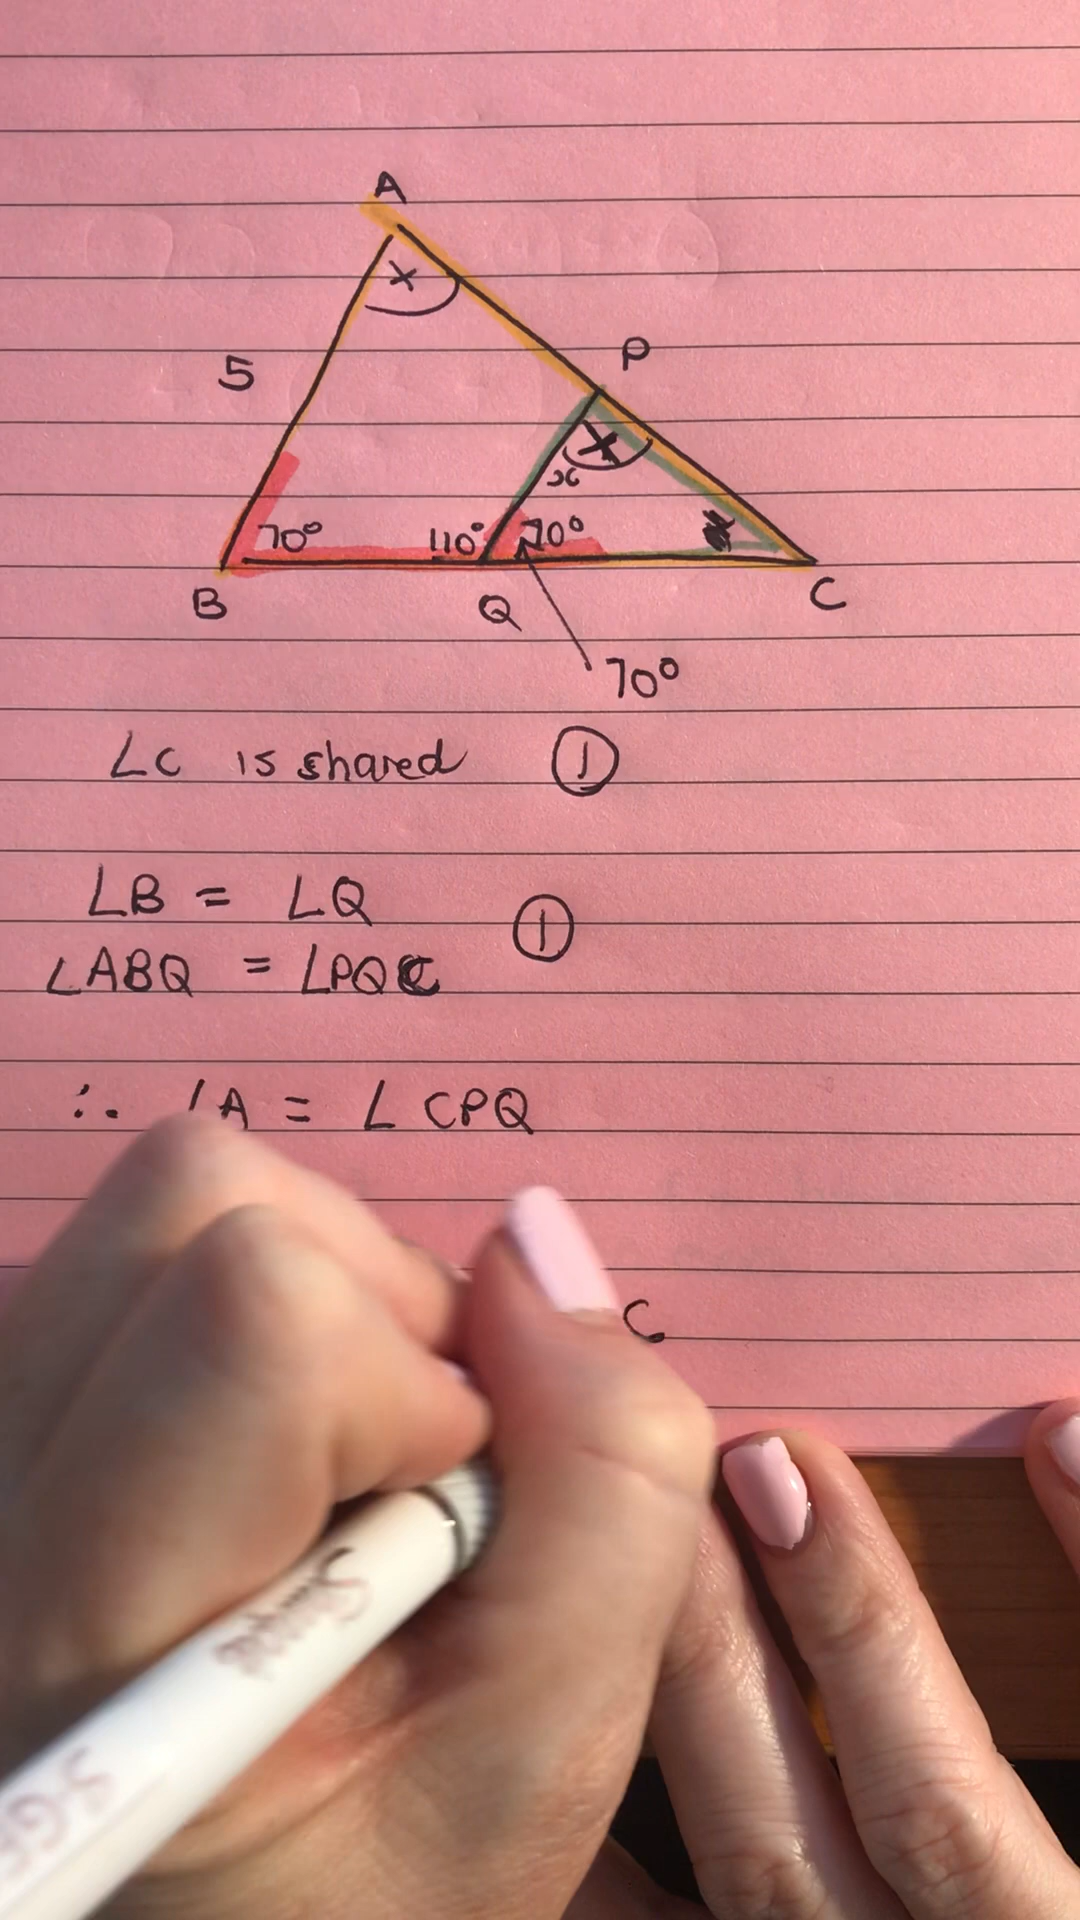 A
x
5
P
x
x
70°
110°
70°
B
Q
C
70°
∠C is shared ①
∠B = ∠Q
①
∠ABQ = ∠PQC
∴ ∠A = ∠CPQ
C